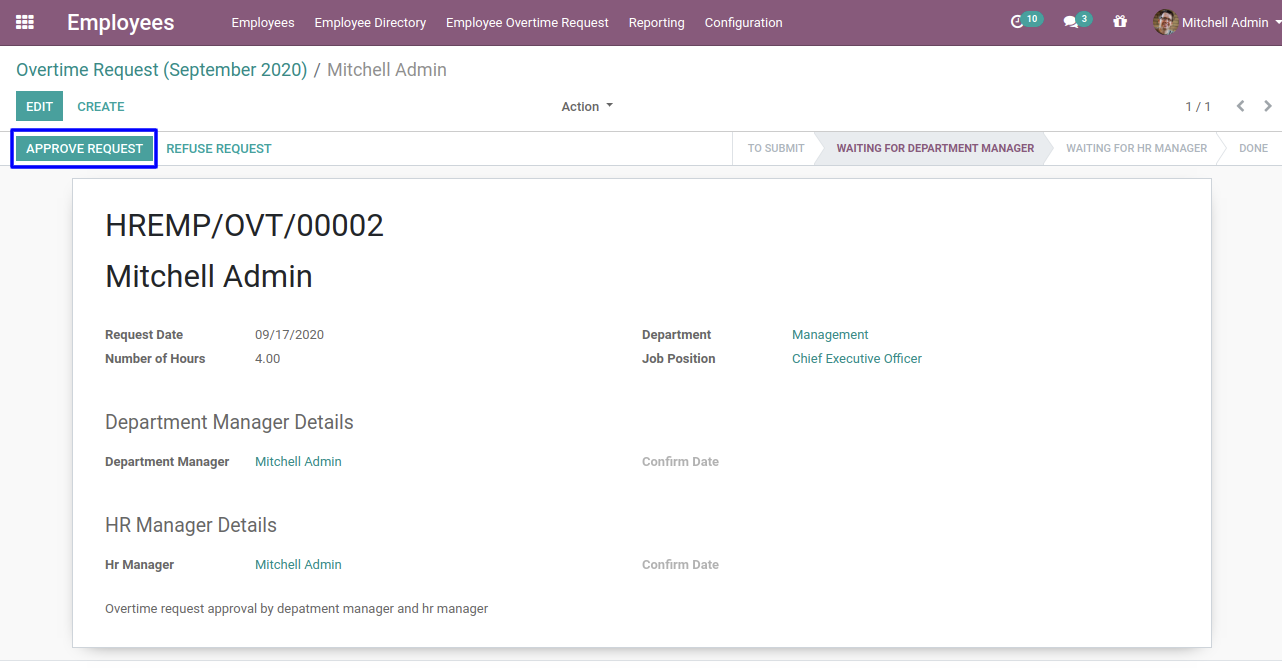 Employees Employees Employee Directory Employee Overtime Request Reporting Configuration 10 3 Mitchell Admin
Overtime Request (September 2020) / Mitchell Admin
EDIT CREATE Action 1 / 1
APPROVE REQUEST REFUSE REQUEST TO SUBMIT WAITING FOR DEPARTMENT MANAGER WAITING FOR HR MANAGER DONE
HREMP/OVT/00002
Mitchell Admin
Request Date 09/17/2020 Department Management
Number of Hours 4.00 Job Position Chief Executive Officer
Department Manager Details
Department Manager Mitchell Admin Confirm Date
HR Manager Details
Hr Manager Mitchell Admin Confirm Date
Overtime request approval by depatment manager and hr manager